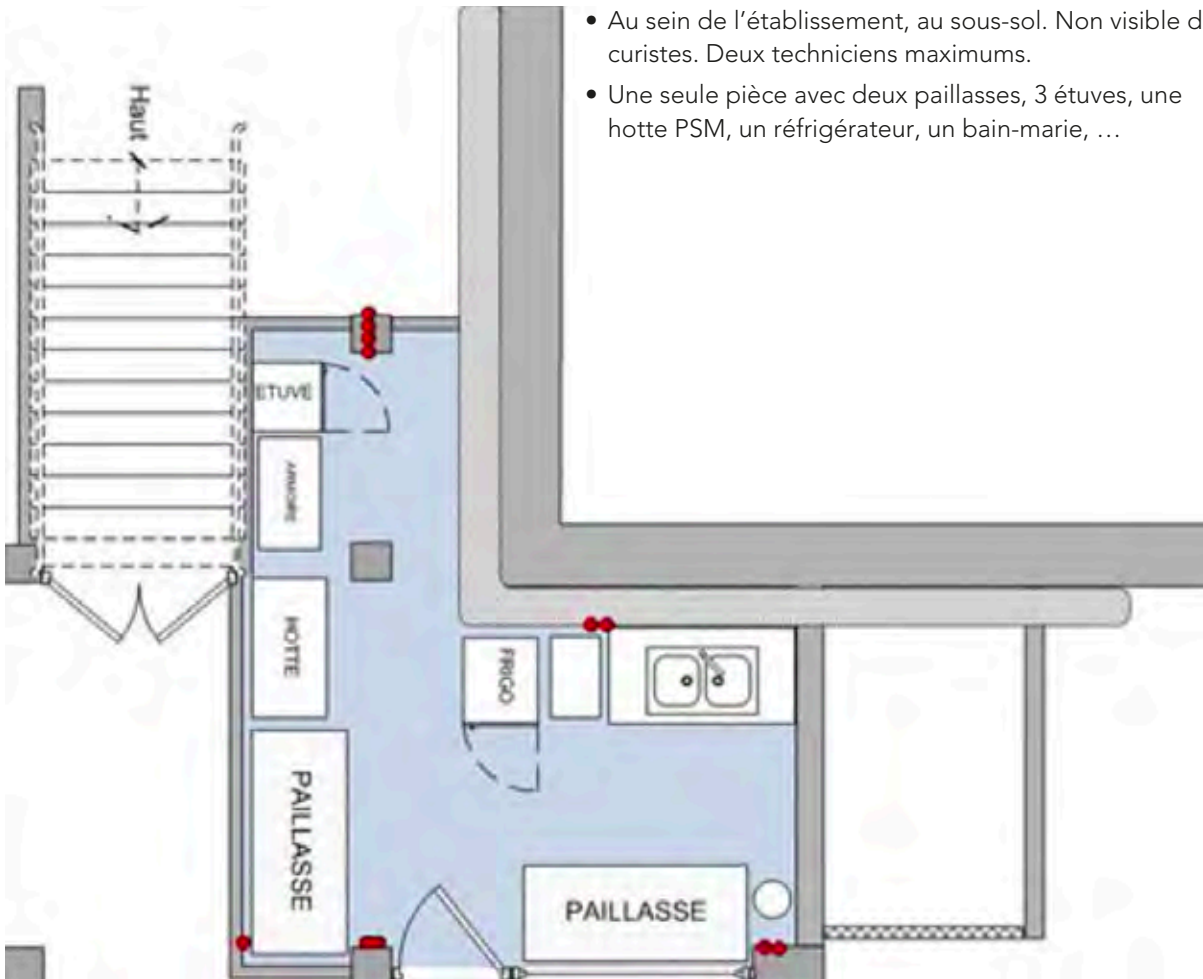 • Au sein de l’établissement, au sous-sol. Non visible d
curistes. Deux techniciens maximums.
• Une seule pièce avec deux paillasses, 3 étuves, une
hotte PSM, un réfrigérateur, un bain-marie, …
Haut
ETUVE
ARMOIRE
HOTTE
FRIGO
PAILLASSE
PAILLASSE